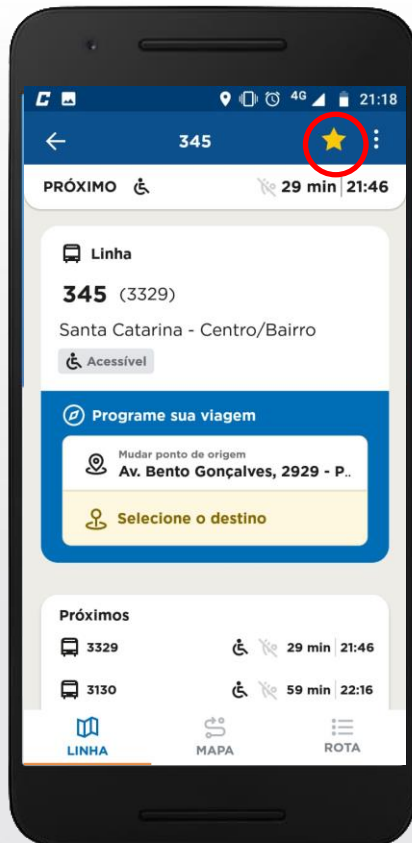 4G 21:18
345
PRÓXIMO 29 min 21:46
Linha
345 (3329)
Santa Catarina - Centro/Bairro
Acessível
Programe sua viagem
Mudar ponto de origem
Av. Bento Gonçalves, 2929 - P..
Selecione o destino
Próximos
3329 29 min 21:46
3130 59 min 22:16
LINHA MAPA ROTA